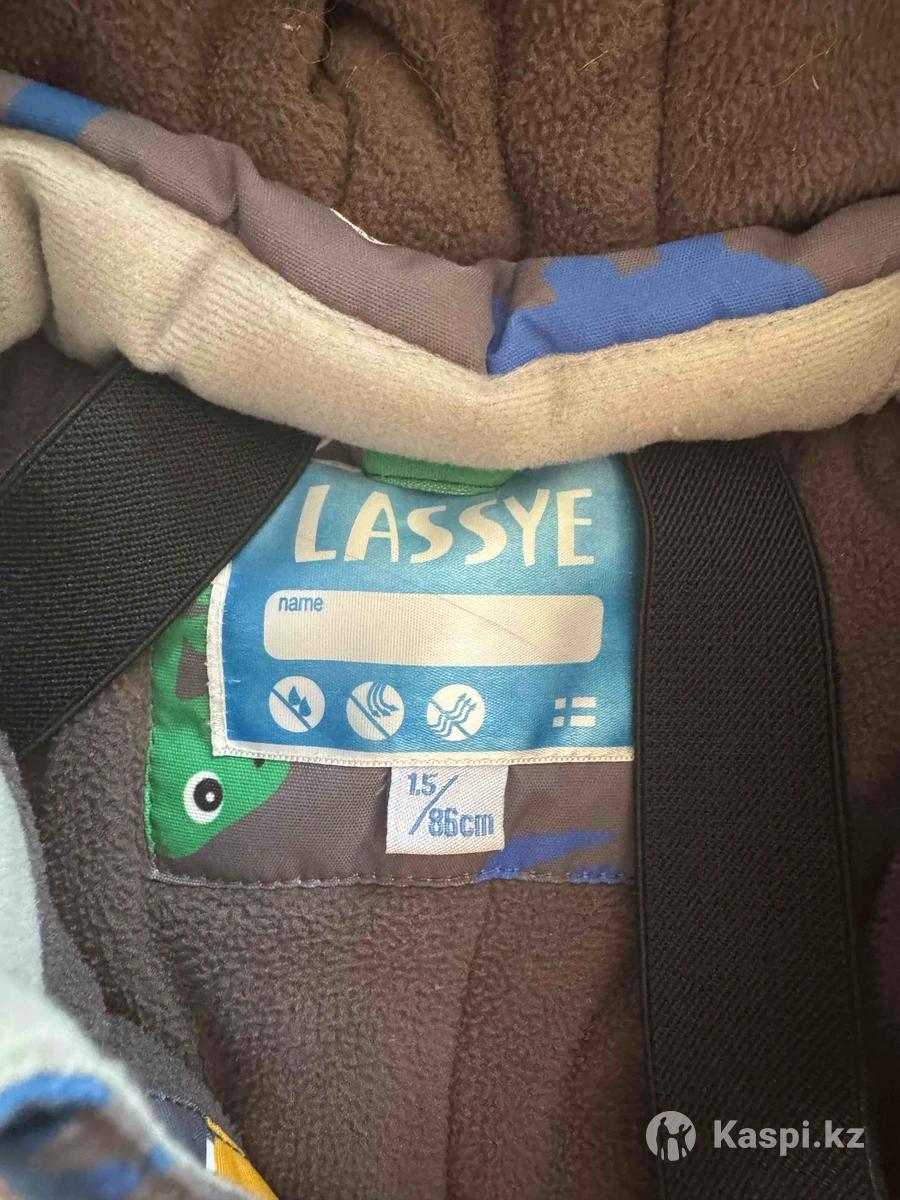 LASSYE
name
1.5/
86cm
Kaspi.kz